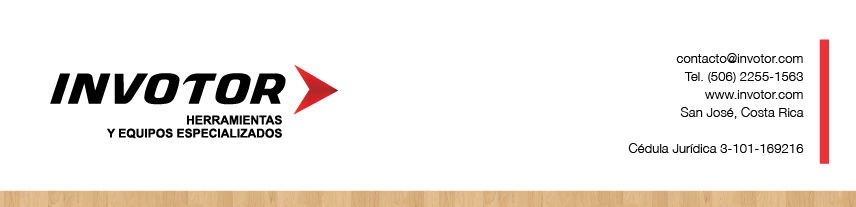 INVOTOR
HERRAMIENTAS
Y EQUIPOS ESPECIALIZADOS
contacto@invotor.com
Tel. (506) 2255-1563
www.invotor.com
San José, Costa Rica
Cédula Jurídica 3-101-169216